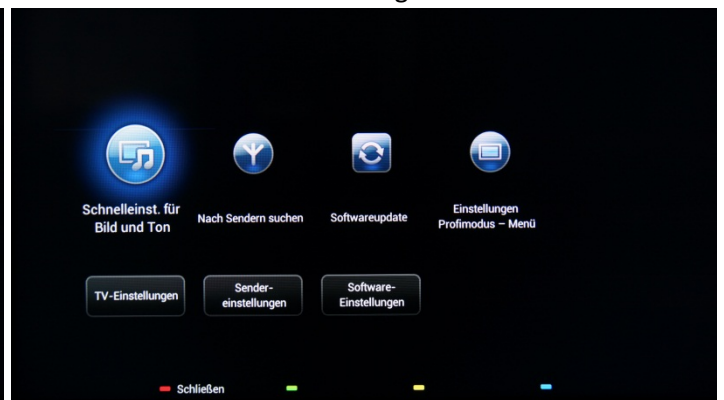 Schnelleinst. für
Bild und Ton
Nach Sendern suchen
Softwareupdate
Einstellungen
Profimodus – Menü
TV-Einstellungen
Sender-
einstellungen
Software-
Einstellungen
Schließen